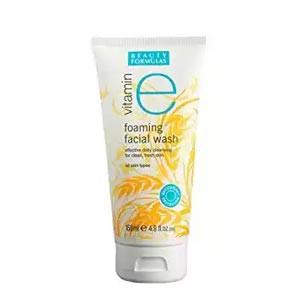 BEAUTY
FORMULAS
vitamin
e
foaming
facial wash
effective daily cleansing
for clean, fresh skin
all skin types
150ml